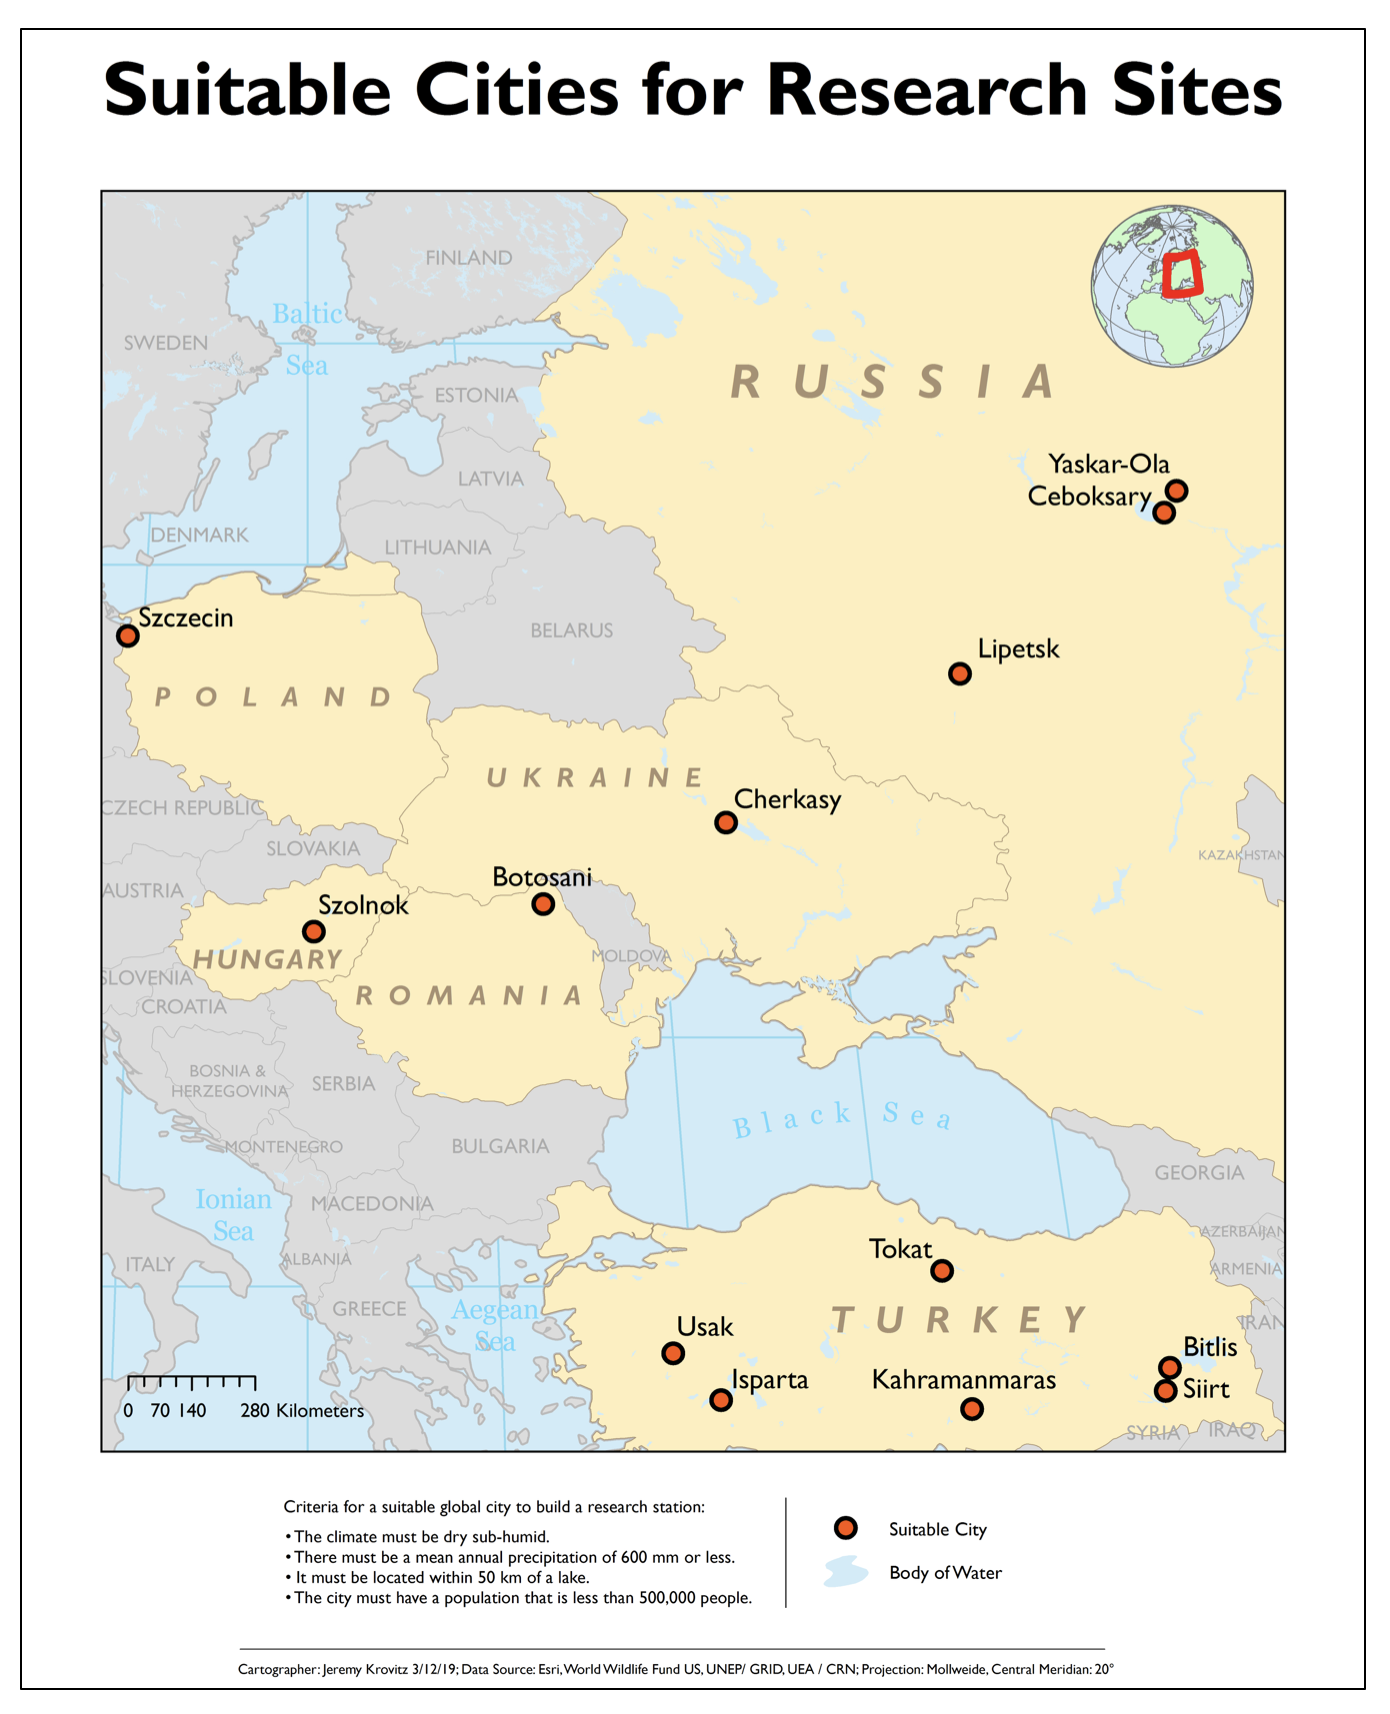 Suitable Cities for Research Sites
FINLAND
Baltic
Sea
SWEDEN
RUSSIA
ESTONIA
Yaskar-Ola
LATVIA
Ceboksary
DENMARK
LITHUANIA
Szczecin
BELARUS
Lipetsk
POLAND
UKRAINE
Cherkasy
CZECH REPUBLIC
SLOVAKIA
KAZAKHSTAN
Botosani
AUSTRIA
Szolnok
HUNGARY
MOLDOVA
SLOVENIA
ROMANIA
CROATIA
BOSNIA &
HERZEGOVINA
SERBIA
Black Sea
MONTENEGRO
BULGARIA
GEORGIA
Ionian
Sea
MACEDONIA
AZERBAIJAN
Tokat
ITALY
ALBANIA
ARMENIA
GREECE
Aegean
Sea
TURKEY
IRAN
Usak
Bitlis
Isparta
Kahramanmaras
Siirt
0 70 140 280 Kilometers
SYRIA
IRAQ
Criteria for a suitable global city to build a research station:
• The climate must be dry sub-humid.
• There must be a mean annual precipitation of 600 mm or less.
• It must be located within 50 km of a lake.
• The city must have a population that is less than 500,000 people.
Suitable City
Body of Water
Cartographer: Jeremy Krovitz 3/12/19; Data Source: Esri, World Wildlife Fund US, UNEP/ GRID, UEA / CRN; Projection: Mollweide, Central Meridian: 20°